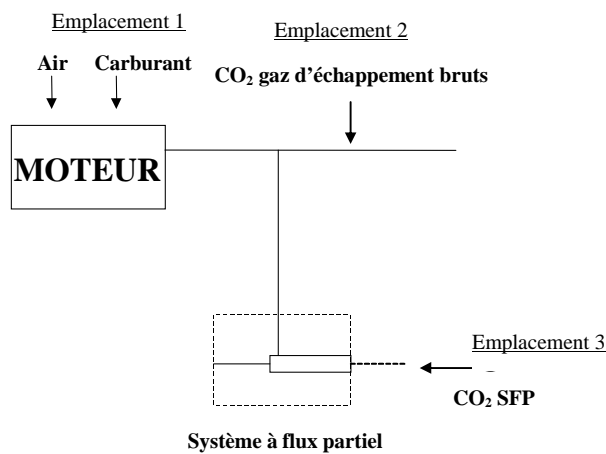 Emplacement 1
Emplacement 2
Air Carburant
CO₂ gaz d'échappement bruts
MOTEUR
Emplacement 3
CO₂ SFP
Système à flux partiel